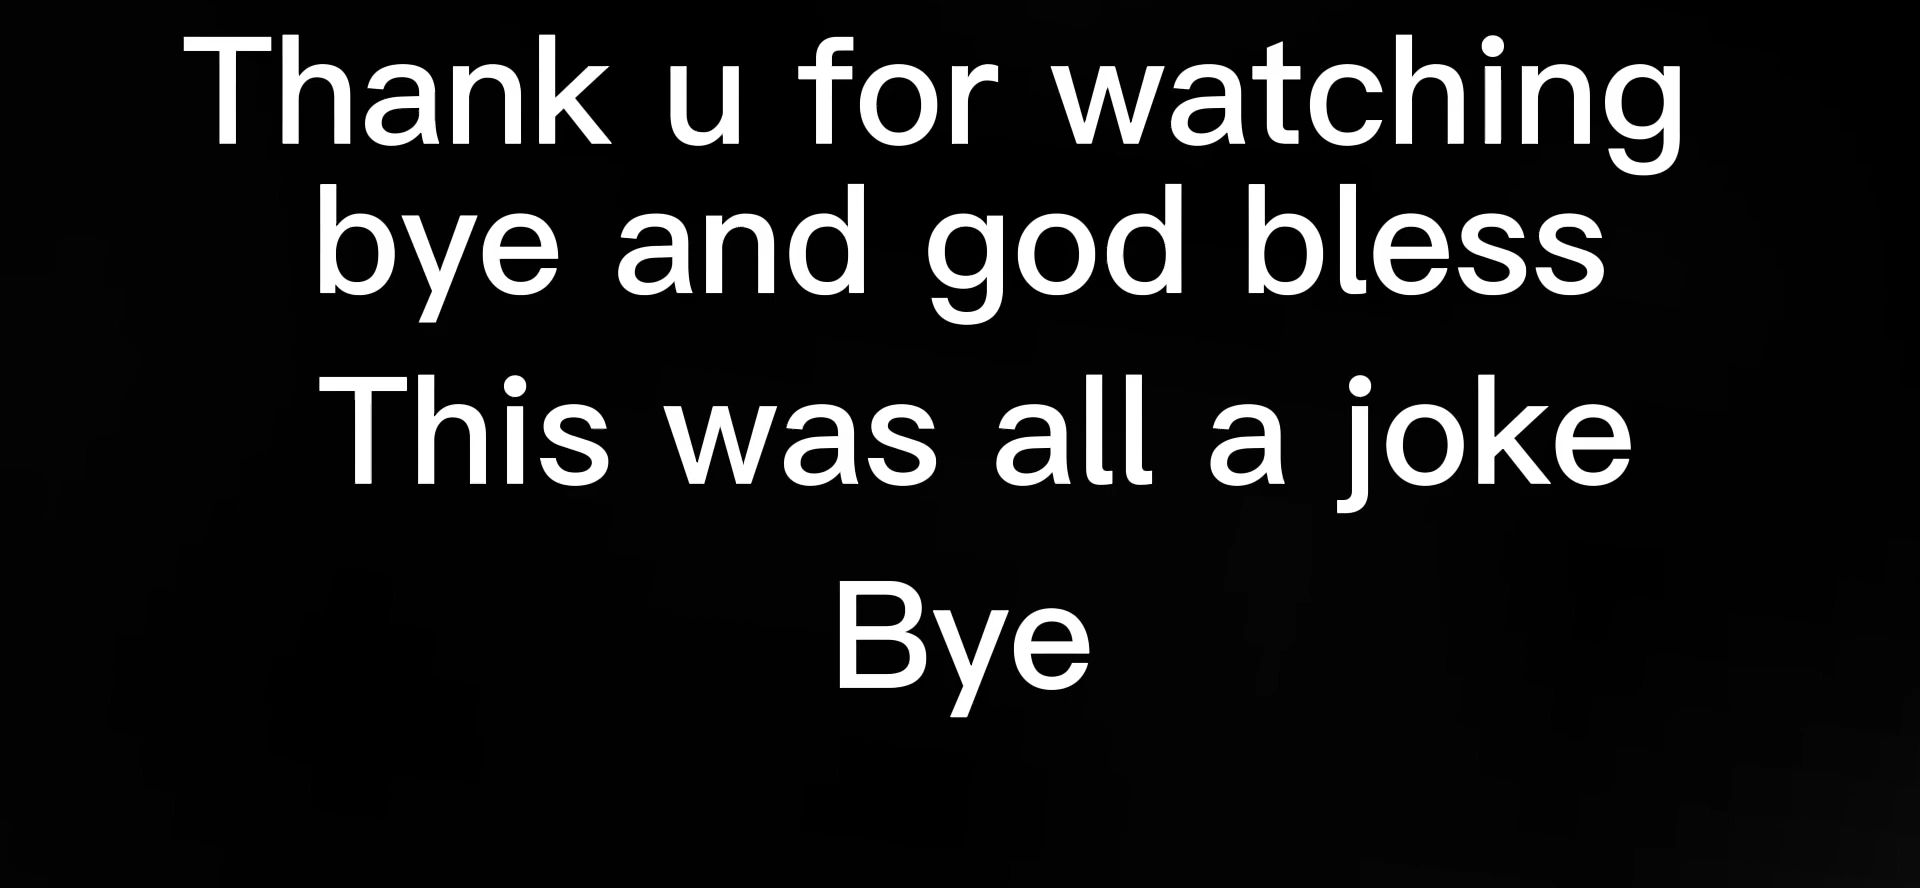 Thank u for watching
bye and god bless
This was all a joke
Bye